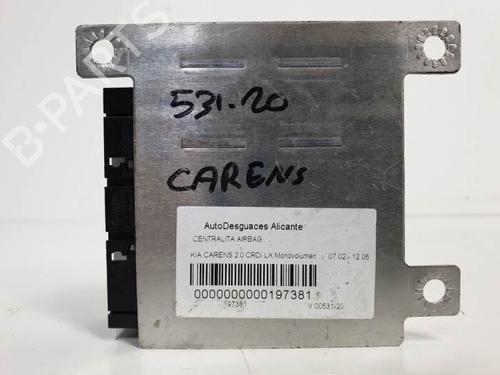 B-PARTS
531-20
CARENS
AutoDesguaces Alicante
CENTRALITA AIRBAG
KIA CARENS 2.0 CRDi LX Monovolumen | 07.02 - 12.05
0000000000197381
197381 V 00531-20